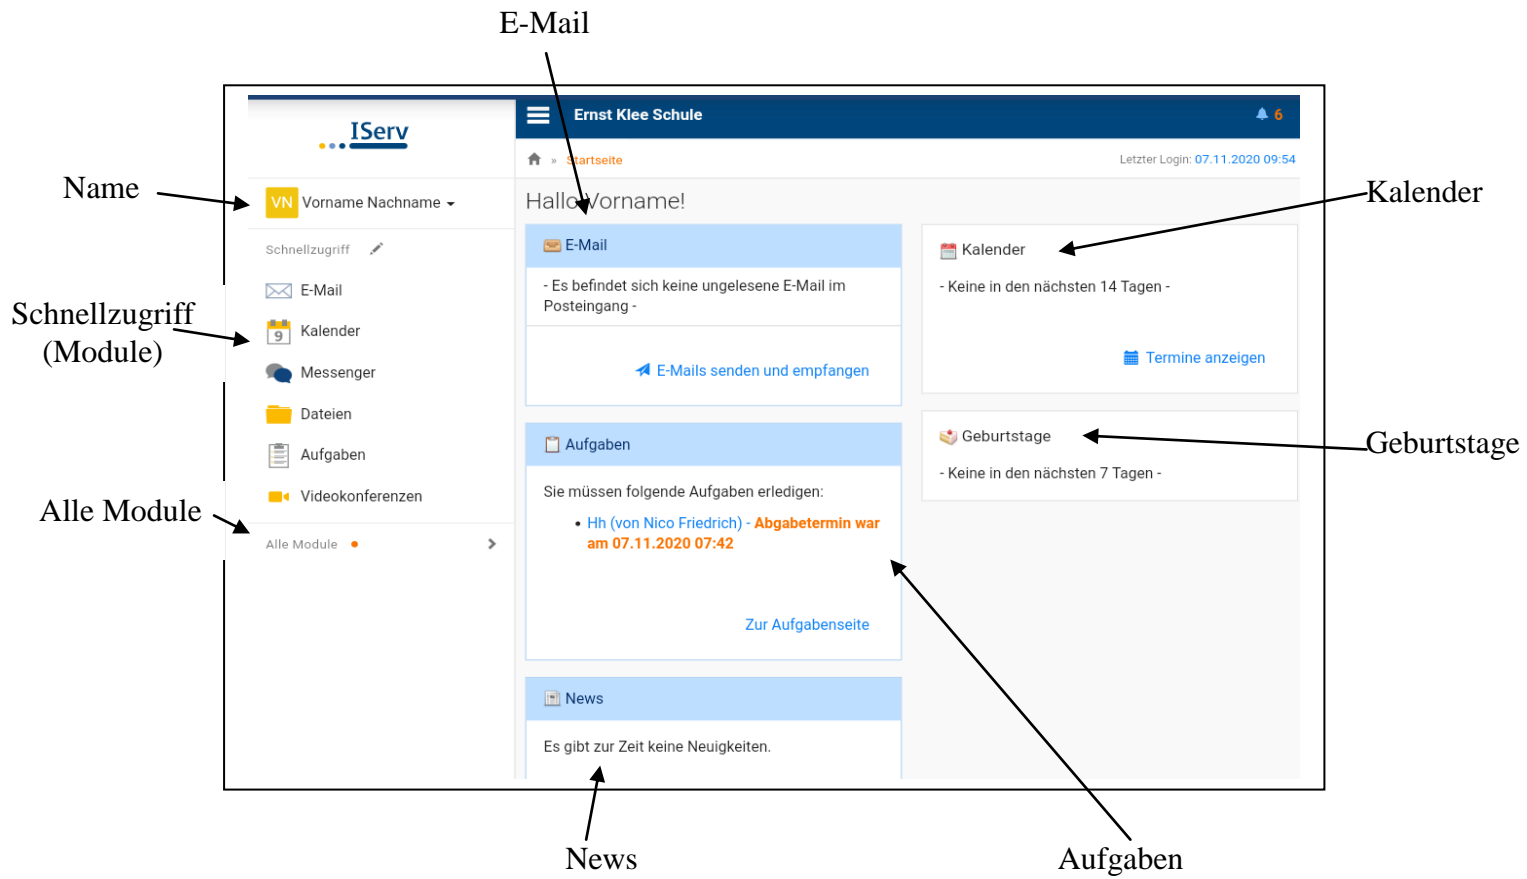 E-Mail
IServ
Ernst Klee Schule
6
» Startseite
Letzter Login: 07.11.2020 09:54
Name
VN Vorname Nachname
Hallo Vorname!
Kalender
Schnellzugriff
E-Mail
Kalender
Messenger
Dateien
Aufgaben
Videokonferenzen
Alle Module
Schnellzugriff
(Module)
Alle Module
E-Mail
- Es befindet sich keine ungelesene E-Mail im
Posteingang -
E-Mails senden und empfangen
Kalender
- Keine in den nächsten 14 Tagen -
Termine anzeigen
Aufgaben
Sie müssen folgende Aufgaben erledigen:
• Hh (von Nico Friedrich) - Abgabetermin war
am 07.11.2020 07:42
Zur Aufgabenseite
Geburtstage
- Keine in den nächsten 7 Tagen -
Geburtstage
News
Es gibt zur Zeit keine Neuigkeiten.
9
News
Aufgaben